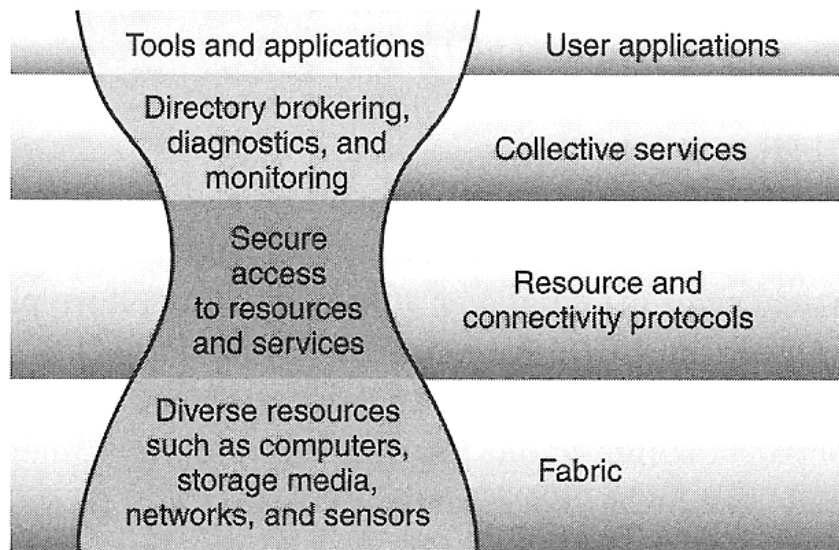 Tools and applications
User applications
Directory brokering,
diagnostics, and
monitoring
Collective services
Secure
access
to resources
and services
Resource and
connectivity protocols
Diverse resources
such as computers,
storage media,
networks, and sensors
Fabric